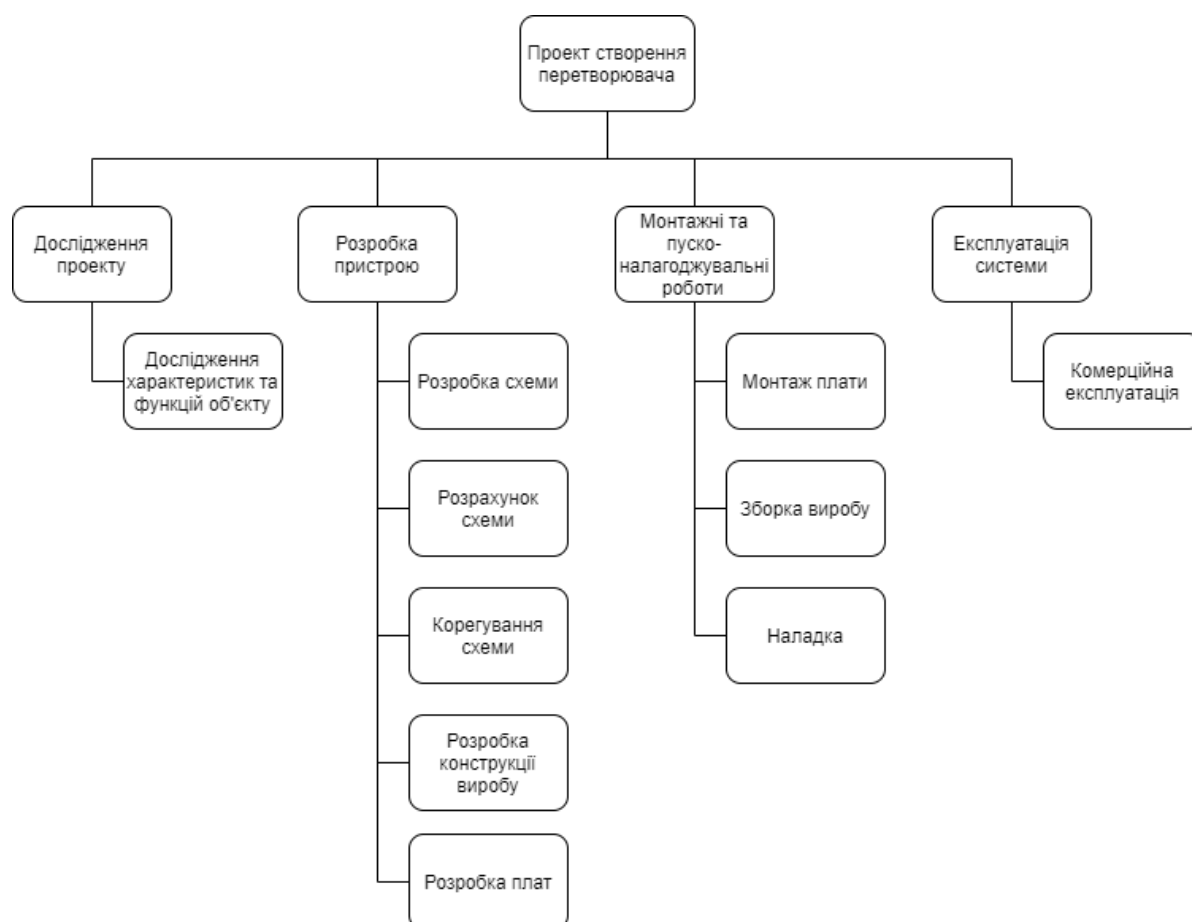 Проект створення
перетворювача
Дослідження
проекту
Розробка
пристрою
Монтажні та
пуско-
налагоджувальні
роботи
Експлуатація
системи
Дослідження
характеристик та
функцій об'єкту
Розробка схеми
Розрахунок
схеми
Корегування
схеми
Розробка
конструкції
виробу
Розробка плат
Монтаж плати
Зборка виробу
Наладка
Комерційна
експлуатація